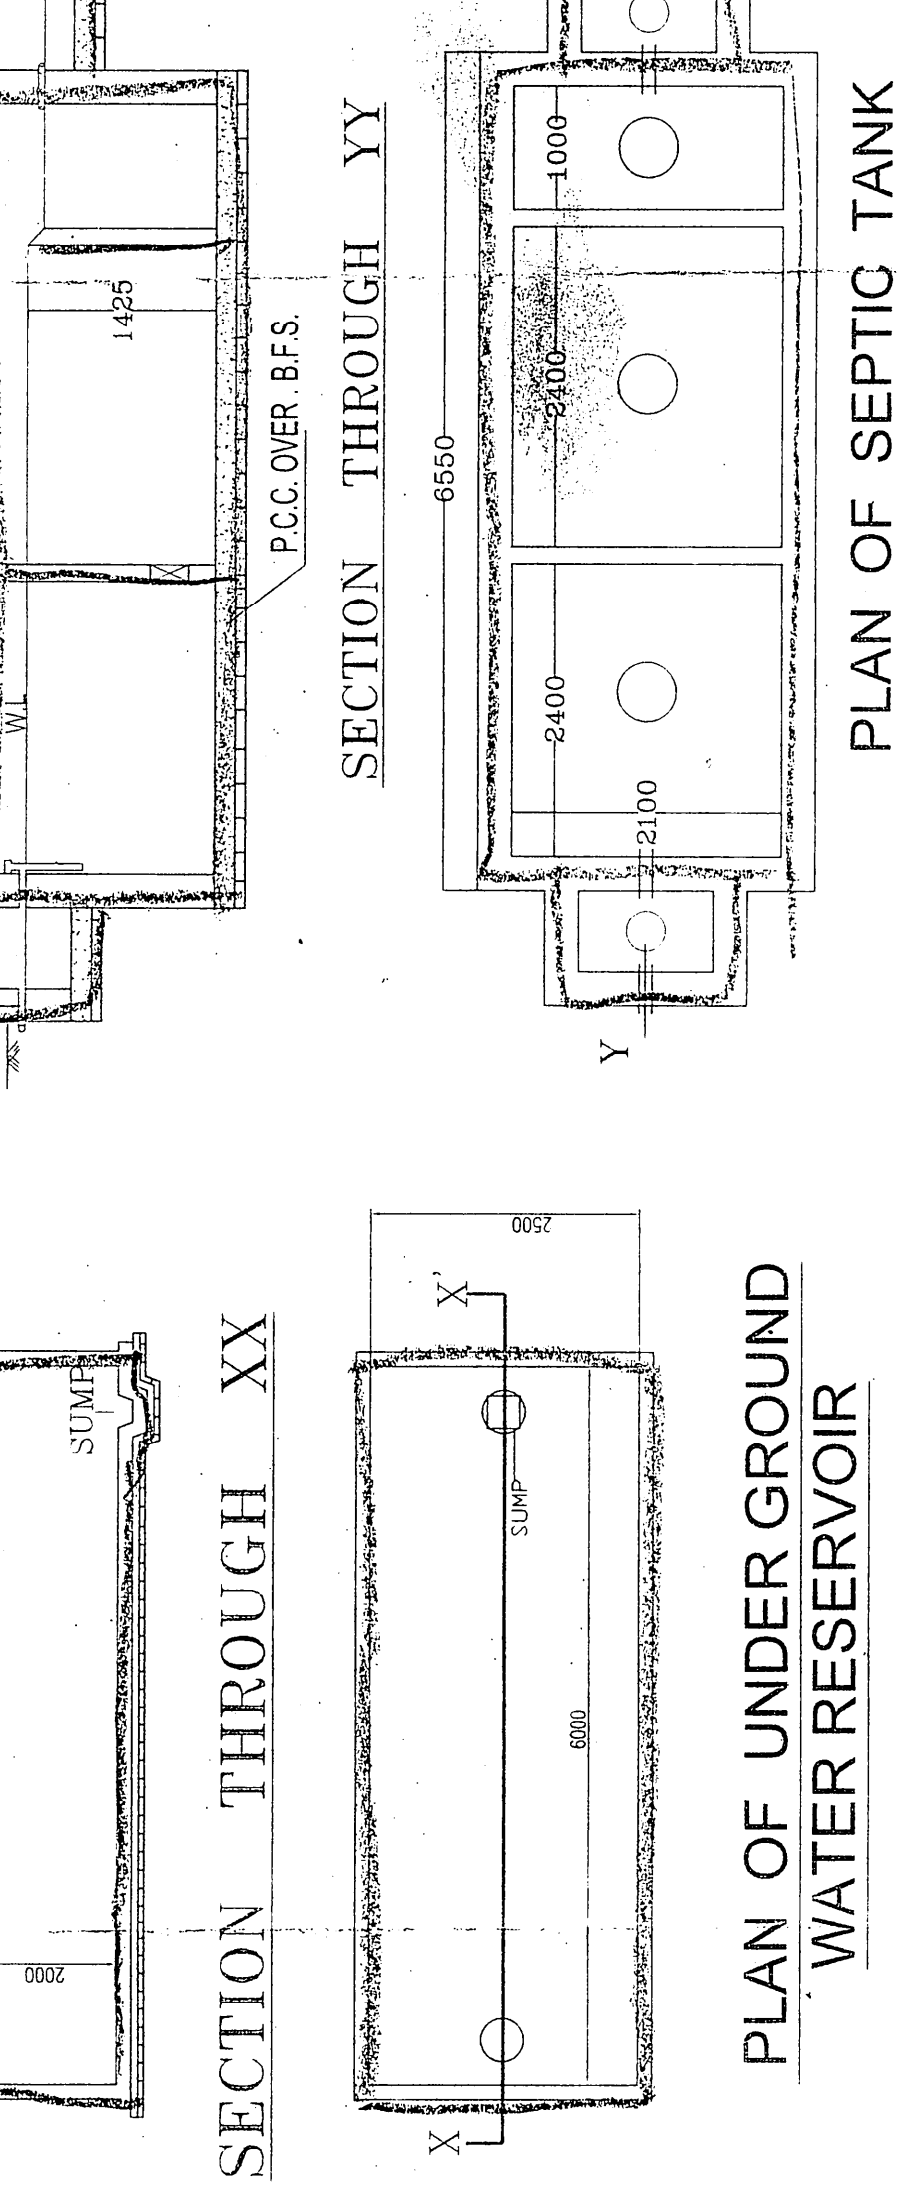 1425
W.L
P.C.C. OVER . B.F.S.
SECTION THROUGH YY
6550
1000
2400
2400
2100
Y
PLAN OF SEPTIC TANK
SUMP
2000
SECTION THROUGH XX
X'
2500
SUMP
6000
X
PLAN OF UNDER GROUND
WATER RESERVOIR